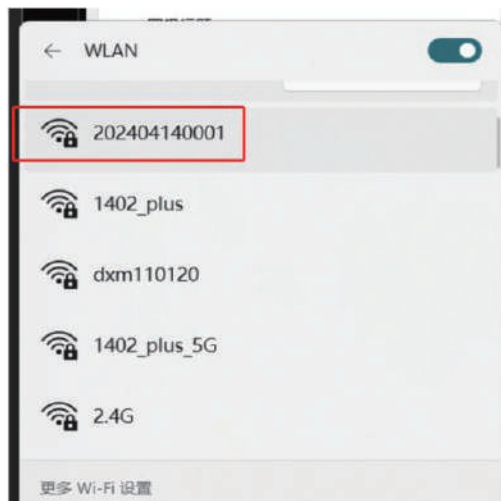 WLAN
202404140001
1402_plus
dxm110120
1402_plus_5G
2.4G
更多 Wi-Fi 设置